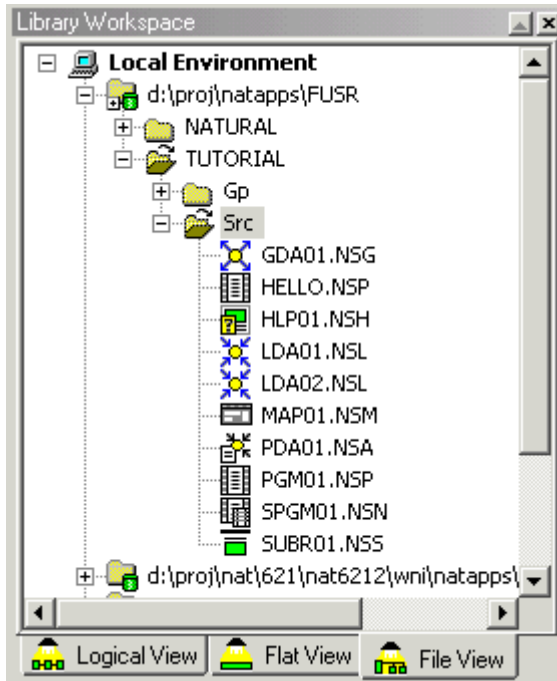 Library Workspace
Local Environment
d:\proj\natapps\FUSR
NATURAL
TUTORIAL
Gp
Src
GDA01.NSG
HELLO.NSP
HLP01.NSH
LDA01.NSL
LDA02.NSL
MAP01.NSM
PDA01.NSA
PGM01.NSP
SPGM01.NSN
SUBR01.NSS
d:\proj\nat\621\nat6212\wni\natapps\
Logical View Flat View File View